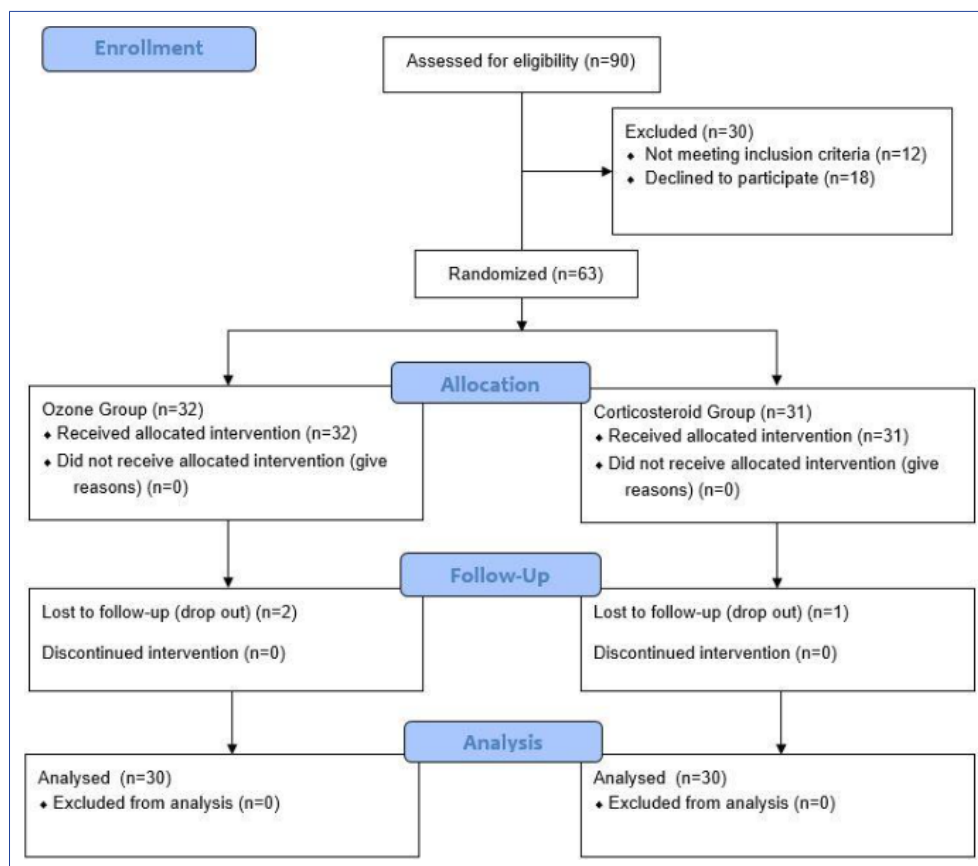 Enrollment
Assessed for eligibility (n=90)
Excluded (n=30)
⬥ Not meeting inclusion criteria (n=12)
⬥ Declined to participate (n=18)
Randomized (n=63)
Allocation
Ozone Group (n=32)
⬥ Received allocated intervention (n=32)
⬥ Did not receive allocated intervention (give
reasons) (n=0)
Corticosteroid Group (n=31)
⬥ Received allocated intervention (n=31)
⬥ Did not receive allocated intervention (give
reasons) (n=0)
Follow-Up
Lost to follow-up (drop out) (n=2)
Discontinued intervention (n=0)
Lost to follow-up (drop out) (n=1)
Discontinued intervention (n=0)
Analysis
Analysed (n=30)
⬥ Excluded from analysis (n=0)
Analysed (n=30)
⬥ Excluded from analysis (n=0)